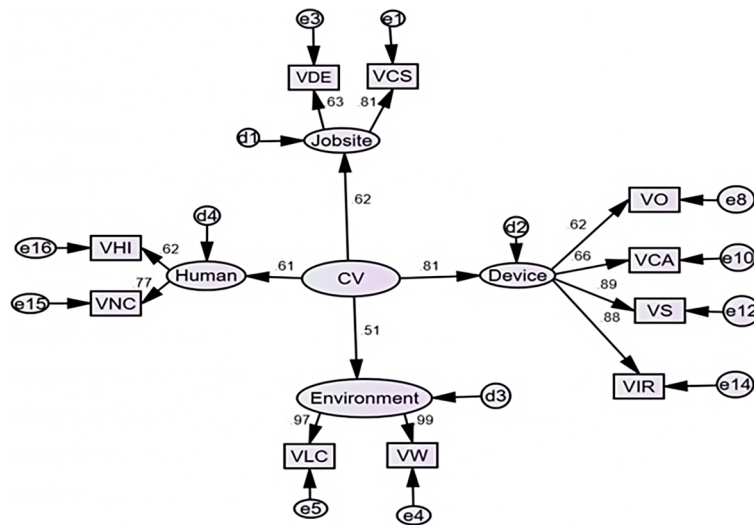 e3
e1
VDE
VCS
.63
.81
d1
Jobsite
.62
d4
d2
VO
e8
e16
VHI
.62
.62
.66
VCA
e10
Human
.61
CV
.81
Device
.89
e15
VNC
.77
.88
VS
e12
.51
VIR
e14
Environment
d3
.97
.99
VLC
VW
e5
e4